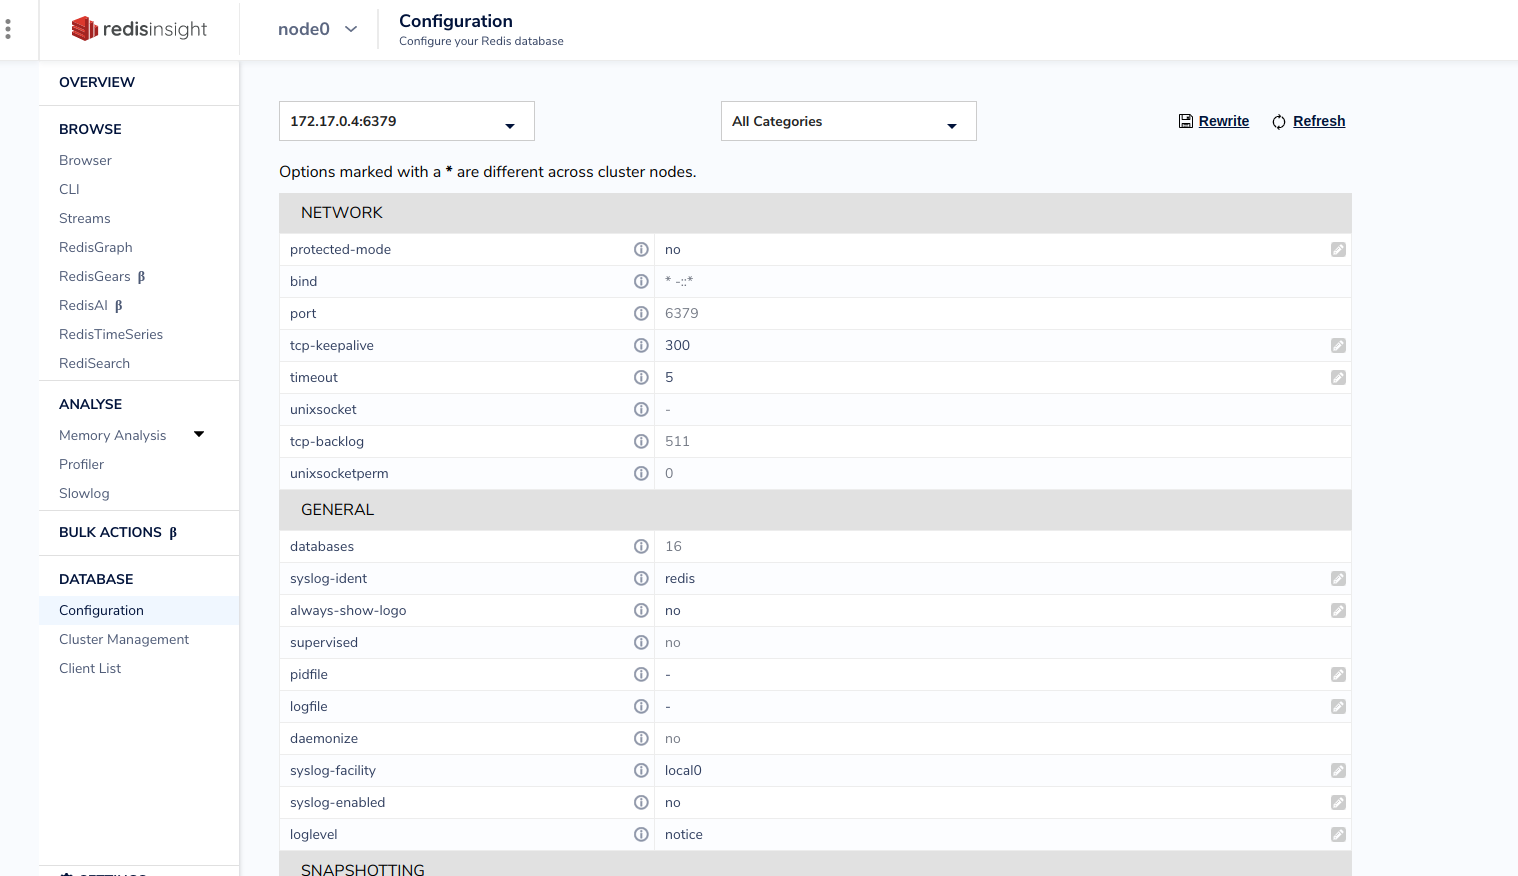 redisinsight
node0
Configuration
Configure your Redis database
OVERVIEW
BROWSE
Browser
CLI
Streams
RedisGraph
RedisGears β
RedisAI β
RedisTimeSeries
RediSearch
ANALYSE
Memory Analysis
Profiler
Slowlog
BULK ACTIONS β
DATABASE
Configuration
Cluster Management
Client List
SETTINGS
172.17.0.4:6379
All Categories
Rewrite
Refresh
Options marked with a * are different across cluster nodes.
NETWORK
protected-mode no
bind * -::*
port 6379
tcp-keepalive 300
timeout 5
unixsocket -
tcp-backlog 511
unixsocketperm 0
GENERAL
databases 16
syslog-ident redis
always-show-logo no
supervised no
pidfile -
logfile -
daemonize no
syslog-facility local0
syslog-enabled no
loglevel notice
SNAPSHOTTING